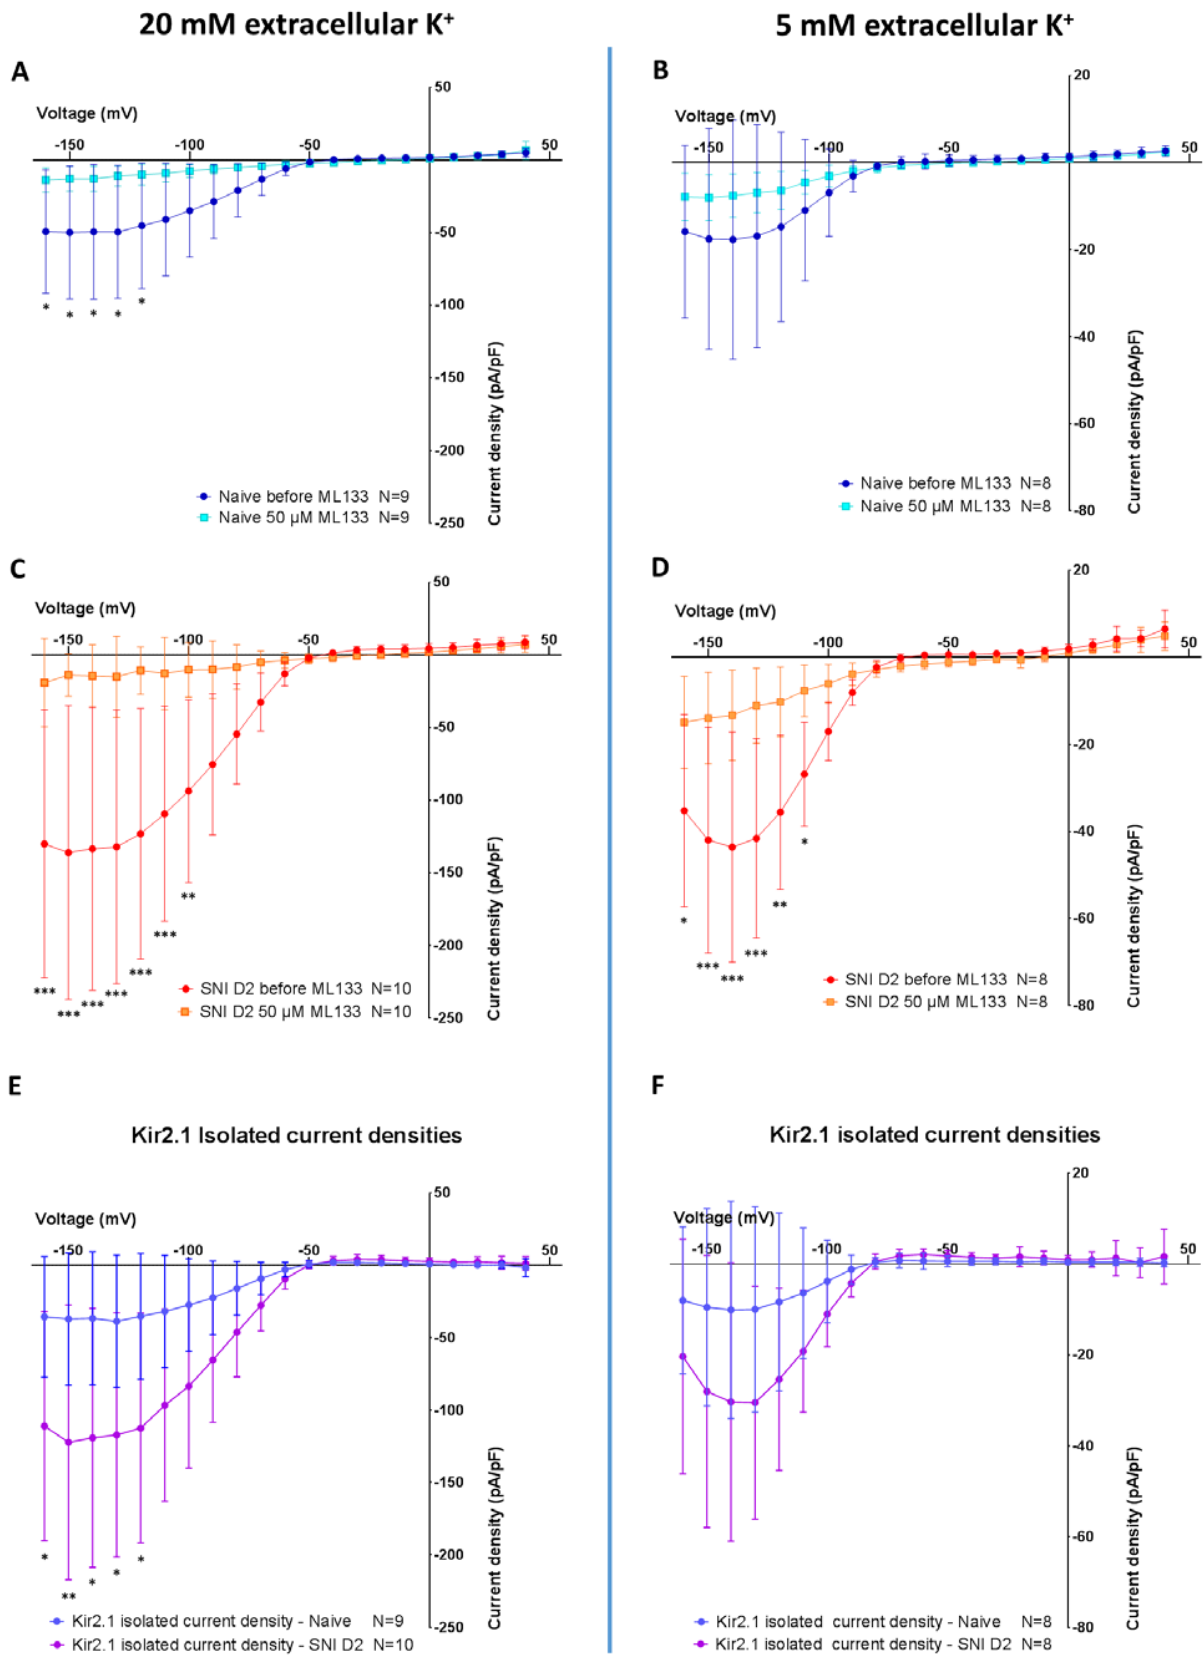 20 mM extracellular K⁺
5 mM extracellular K⁺
A
50
Voltage (mV)
-150
-100
-50
50
-50
-100
-150
-200
-250
Current density (pA/pF)
*
*
*
*
*
Naive before ML133 N=9
Naive 50 µM ML133 N=9
B
20
Voltage (mV)
-150
-100
-50
50
-20
-40
-60
-80
Current density (pA/pF)
Naive before ML133 N=8
Naive 50 µM ML133 N=8
C
50
Voltage (mV)
-150
-100
-50
50
-50
-100
-150
-200
-250
Current density (pA/pF)
**
***
***
***
***
***
***
SNI D2 before ML133 N=10
SNI D2 50 µM ML133 N=10
D
20
Voltage (mV)
-150
-100
-50
50
-20
-40
-60
-80
Current density (pA/pF)
*
**
*
***
***
***
SNI D2 before ML133 N=8
SNI D2 50 µM ML133 N=8
E
Kir2.1 Isolated current densities
50
Voltage (mV)
-150
-100
-50
50
-50
-100
-150
-200
-250
Current density (pA/pF)
*
**
*
*
*
Kir2.1 isolated current density - Naive N=9
Kir2.1 isolated current density - SNI D2 N=10
F
Kir2.1 isolated current densities
20
Voltage (mV)
-150
-100
-50
50
-20
-40
-60
-80
Current density (pA/pF)
Kir2.1 isolated current density - Naive N=8
Kir2.1 isolated current density - SNI D2 N=8